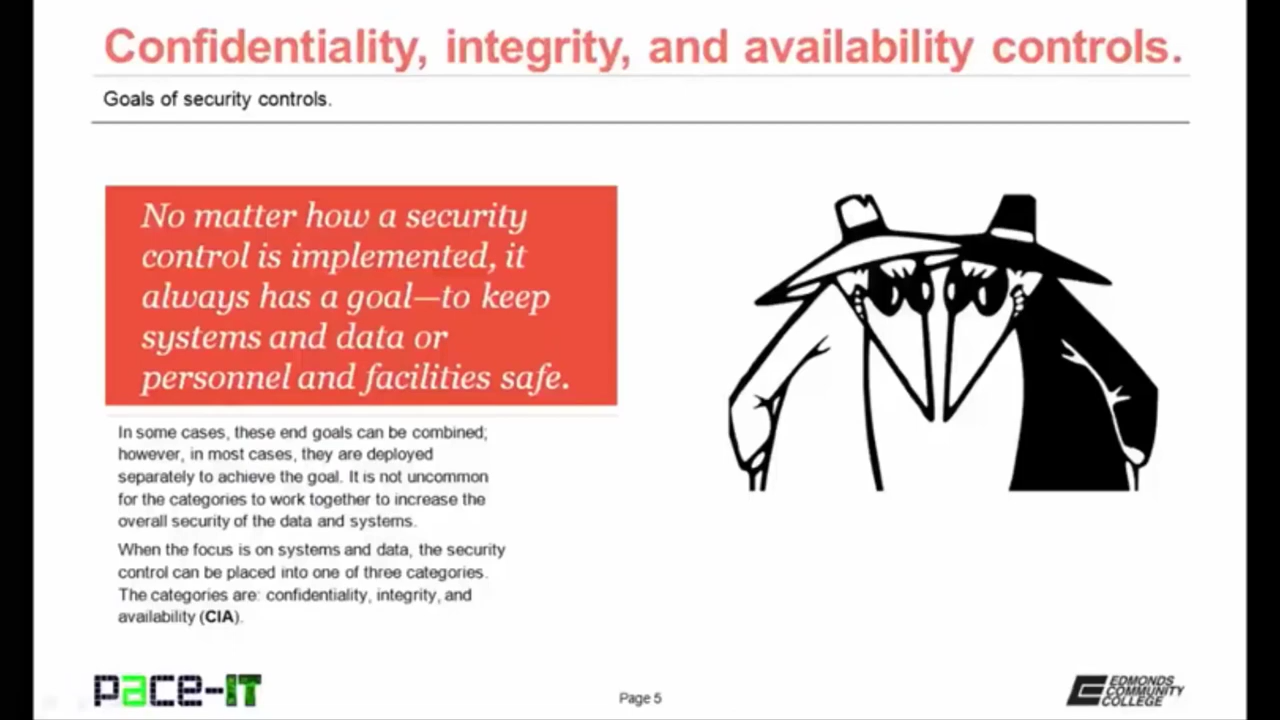 Confidentiality, integrity, and availability controls.
Goals of security controls.
No matter how a security
control is implemented, it
always has a goal—to keep
systems and data or
personnel and facilities safe.
In some cases, these end goals can be combined;
however, in most cases, they are deployed
separately to achieve the goal. It is not uncommon
for the categories to work together to increase the
overall security of the data and systems.
When the focus is on systems and data, the security
control can be placed into one of three categories.
The categories are: confidentiality, integrity, and
availability (CIA).
pace-IT
Page 5
EDMONDS
COMMUNITY
COLLEGE